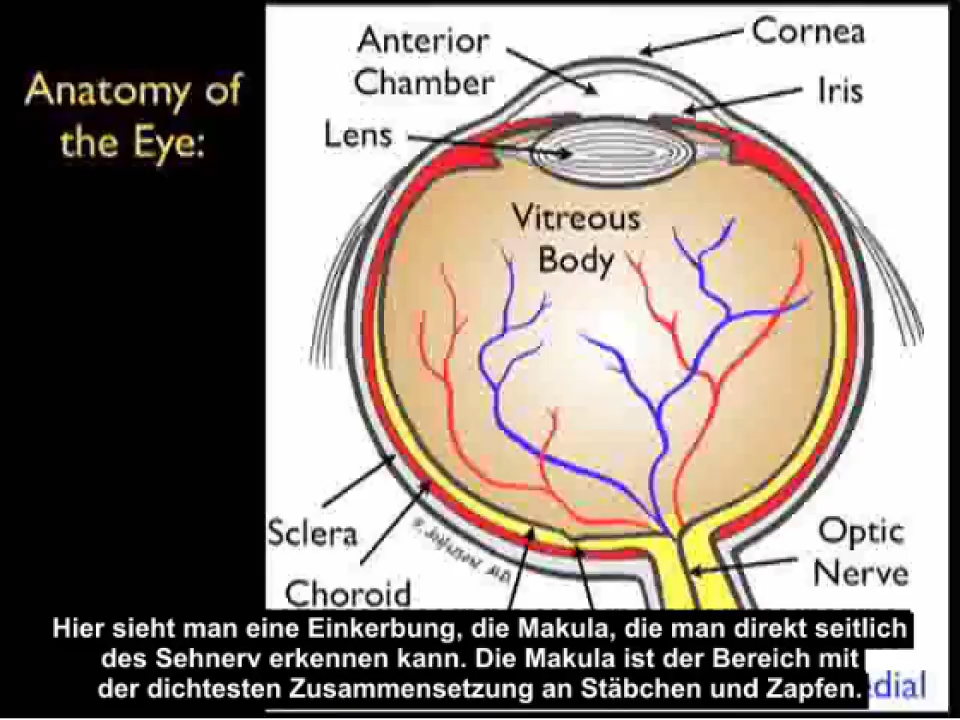 Anatomy of
the Eye:
Anterior
Chamber
Cornea
Iris
Lens
Vitreous
Body
Sclera
Choroid
Optic
Nerve
Hier sieht man eine Einkerbung, die Makula, die man direkt seitlich
des Sehnerv erkennen kann. Die Makula ist der Bereich mit
der dichtesten Zusammensetzung an Stäbchen und Zapfen.